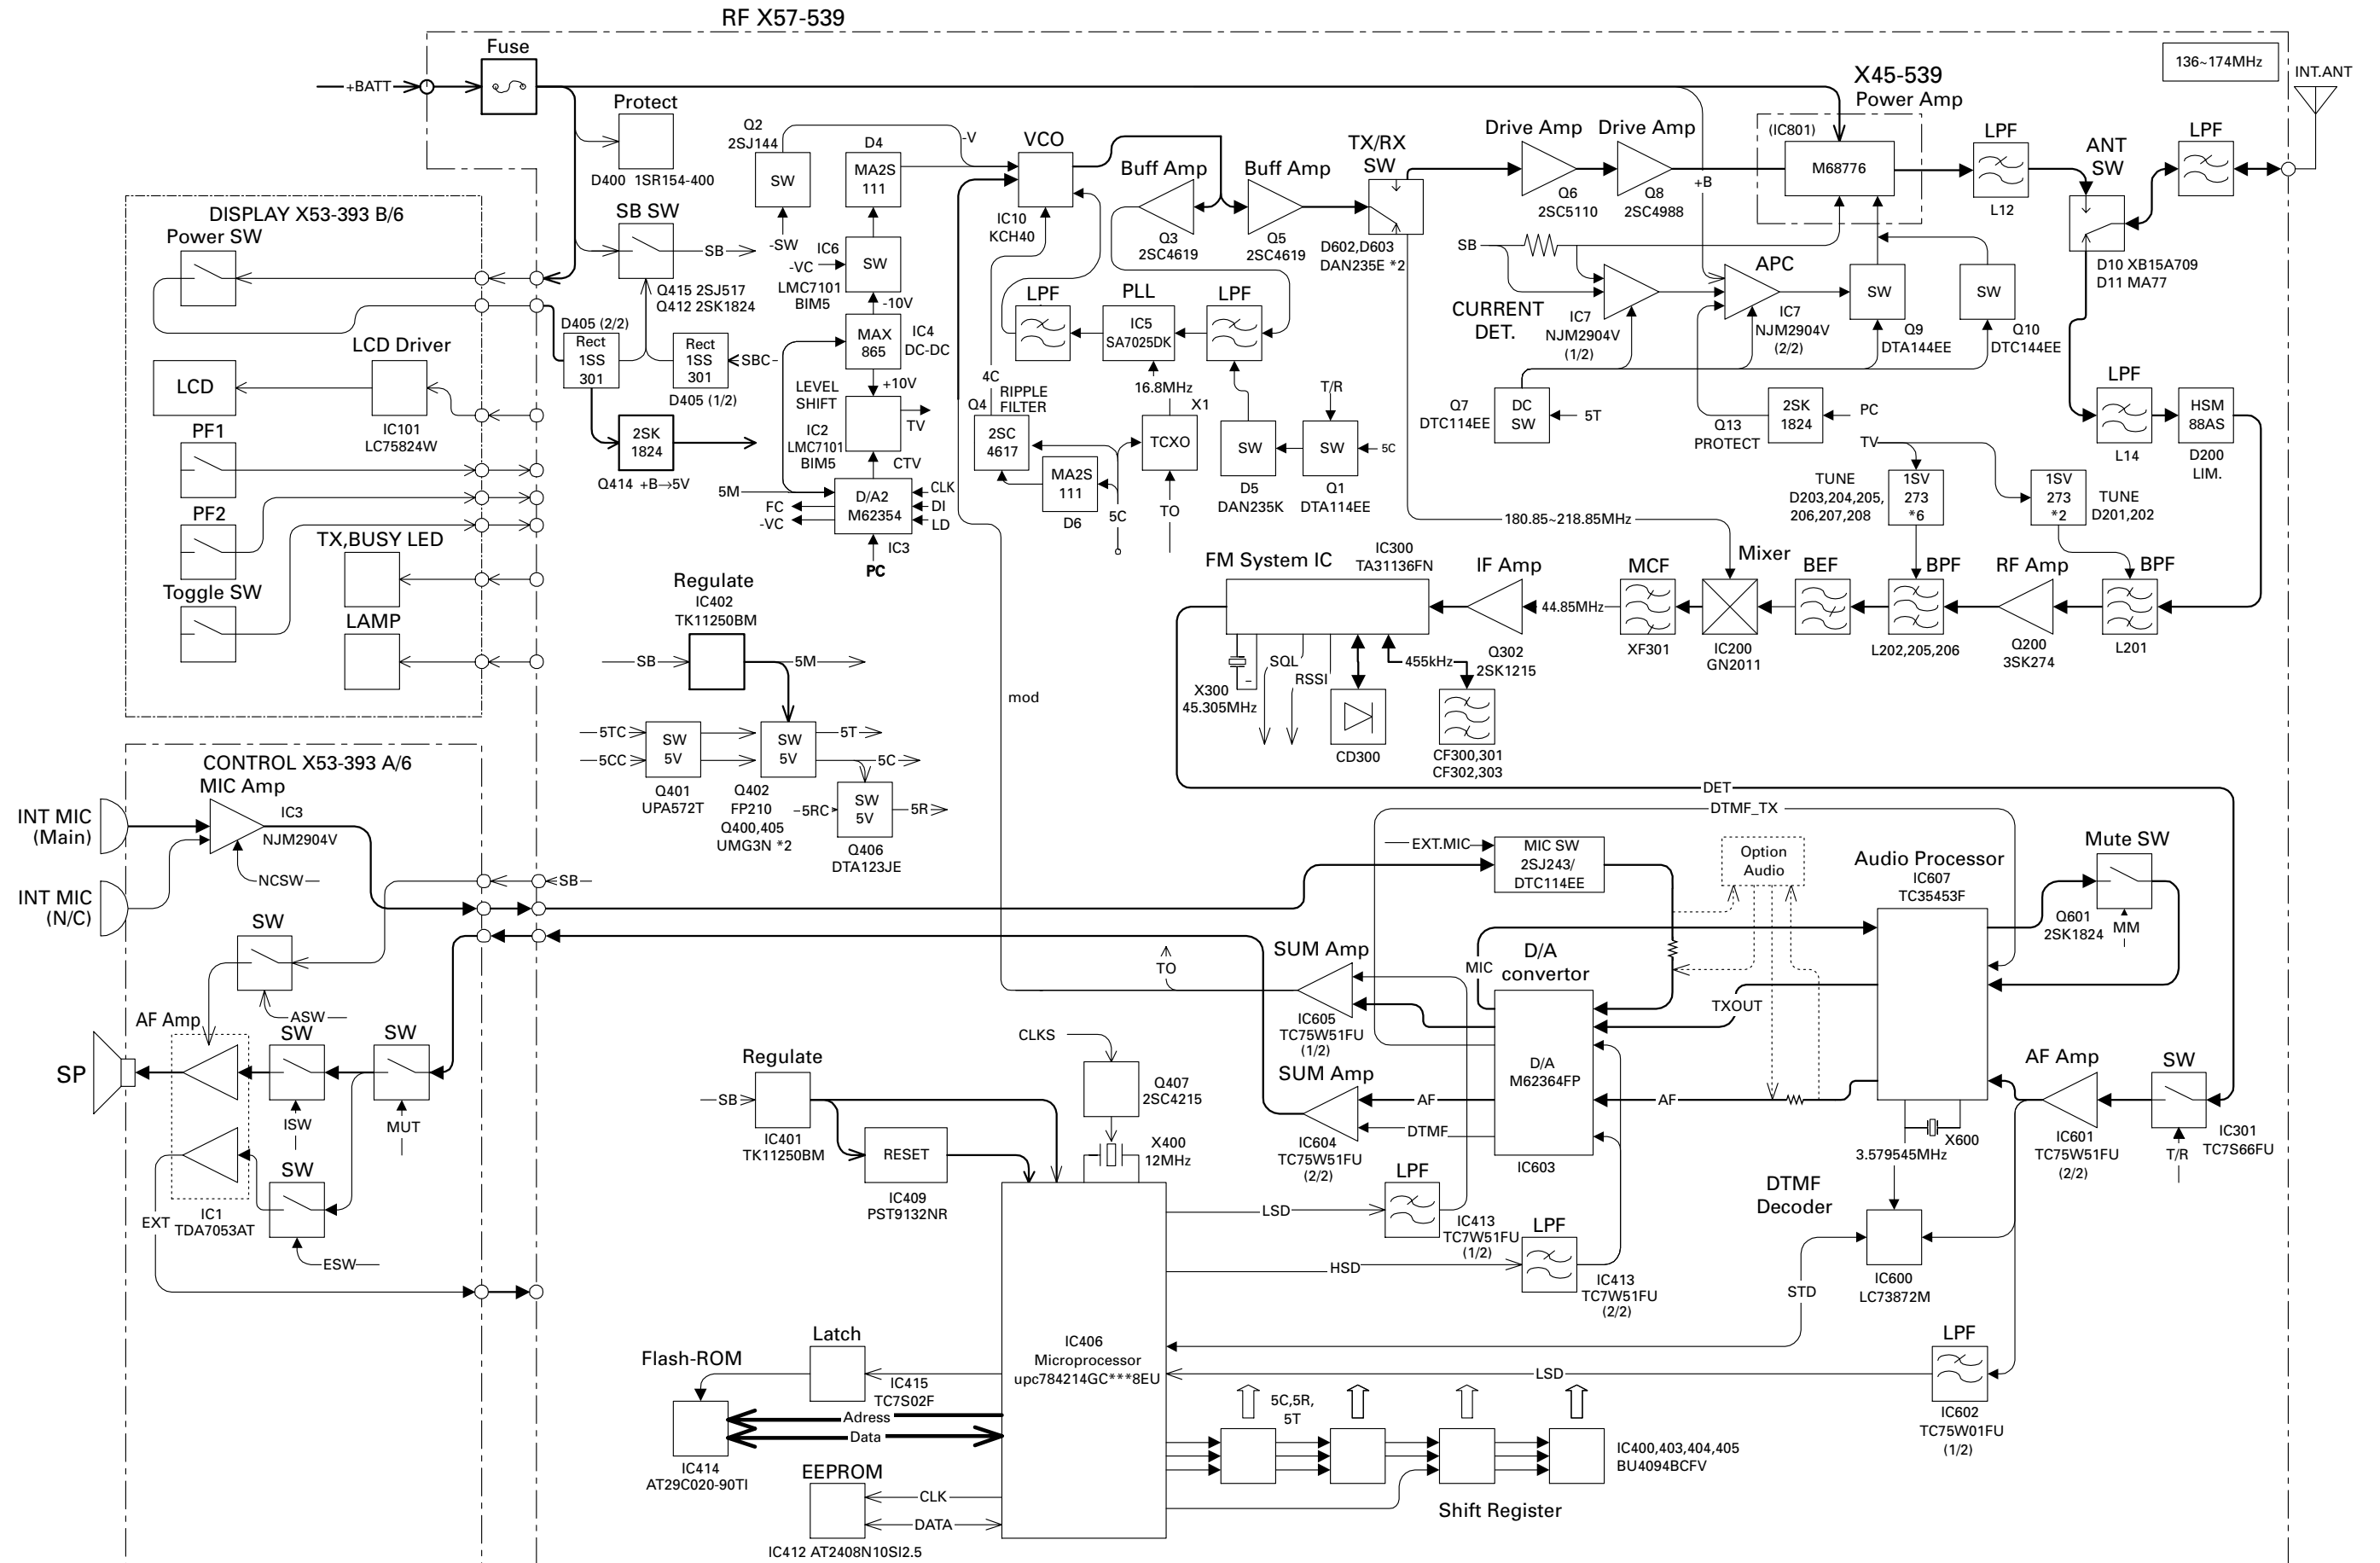 RF X57-539
Fuse
+BATT
Protect
D400 1SR154-400
136~174MHz
INT.ANT
X45-539
Power Amp
(IC801)
M68776
DISPLAY X53-393 B/6
Power SW
SB SW
SB
Q415 2SJ517
Q412 2SK1824
D405 (2/2)
Rect
1SS
301
Rect
1SS
301
SBC
D405 (1/2)
LCD Driver
LCD
IC101
LC75824W
2SK
1824
Q414 +B→5V
PF1
PF2
TX,BUSY LED
Toggle SW
LAMP
Q2
2SJ144
SW
-SW
D4
MA2S
111
-V
IC6
-VC
LMC7101
BIM5
SW
-10V
MAX
865
IC4
DC-DC
+10V
LEVEL
SHIFT
TV
IC2
LMC7101
BIM5
CTV
5M
D/A2
M62354
CLK
DI
LD
FC
-VC
IC3
PC
VCO
IC10
KCH40
Buff Amp
Q3
2SC4619
Buff Amp
Q5
2SC4619
TX/RX
SW
D602,D603
DAN235E *2
LPF
PLL
IC5
SA7025DK
LPF
4C
RIPPLE
FILTER
Q4
2SC
4617
16.8MHz
X1
TCXO
MA2S
111
D6
5C
TO
SW
D5
DAN235K
T/R
SW
5C
Q1
DTA114EE
Drive Amp
Q6
2SC5110
Drive Amp
Q8
2SC4988
+B
LPF
L12
ANT
SW
LPF
D10 XB15A709
D11 MA77
SB
CURRENT
DET.
IC7
NJM2904V
(1/2)
APC
IC7
NJM2904V
(2/2)
SW
Q9
DTA144EE
SW
Q10
DTC144EE
Q7
DTC114EE
DC
SW
5T
Q13
PROTECT
2SK
1824
PC
LPF
L14
HSM
88AS
D200
LIM.
TV
TUNE
D203,204,205,
206,207,208
1SV
273
*6
1SV
273
*2
TUNE
D201,202
180.85~218.85MHz
FM System IC
IC300
TA31136FN
IF Amp
Q302
2SK1215
44.85MHz
MCF
XF301
Mixer
IC200
GN2011
BEF
BPF
L202,205,206
RF Amp
Q200
3SK274
BPF
L201
X300
45.305MHz
SQL
RSSI
455kHz
CD300
CF300,301
CF302,303
Regulate
IC402
TK11250BM
SB
5M
5TC
5CC
SW
5V
Q401
UPA572T
SW
5V
Q402
FP210
Q400,405
UMG3N *2
5T
5C
5RC
SW
5V
5R
Q406
DTA123JE
mod
CONTROL X53-393 A/6
MIC Amp
INT MIC
(Main)
IC3
NJM2904V
NCSW
INT MIC
(N/C)
SB
SW
ASW
AF Amp
SW
SW
SP
ISW
MUT
SW
IC1
TDA7053AT
EXT
ESW
DET
DTMF_TX
EXT.MIC
MIC SW
2SJ243/
DTC114EE
Option
Audio
Audio Processor
IC607
TC35453F
Mute SW
Q601
2SK1824
MM
SUM Amp
TO
IC605
TC75W51FU
(1/2)
MIC
D/A
convertor
D/A
M62364FP
IC603
TXOUT
SUM Amp
IC604
TC75W51FU
(2/2)
AF
DTMF
AF
X600
3.579545MHz
AF Amp
IC601
TC75W51FU
(2/2)
SW
IC301
TC7S66FU
T/R
CLKS
Q407
2SC4215
X400
12MHz
Regulate
SB
IC401
TK11250BM
RESET
IC409
PST9132NR
LSD
LPF
IC413
TC7W51FU
(1/2)
HSD
LPF
IC413
TC7W51FU
(2/2)
DTMF
Decoder
IC600
LC73872M
STD
LPF
LSD
IC602
TC75W01FU
(1/2)
IC406
Microprocessor
upc784214GC***8EU
Latch
IC415
TC7S02F
Flash-ROM
Adress
Data
IC414
AT29C020-90TI
EEPROM
CLK
DATA
IC412 AT2408N10SI2.5
5C,5R,
5T
IC400,403,404,405
BU4094BCFV
Shift Register